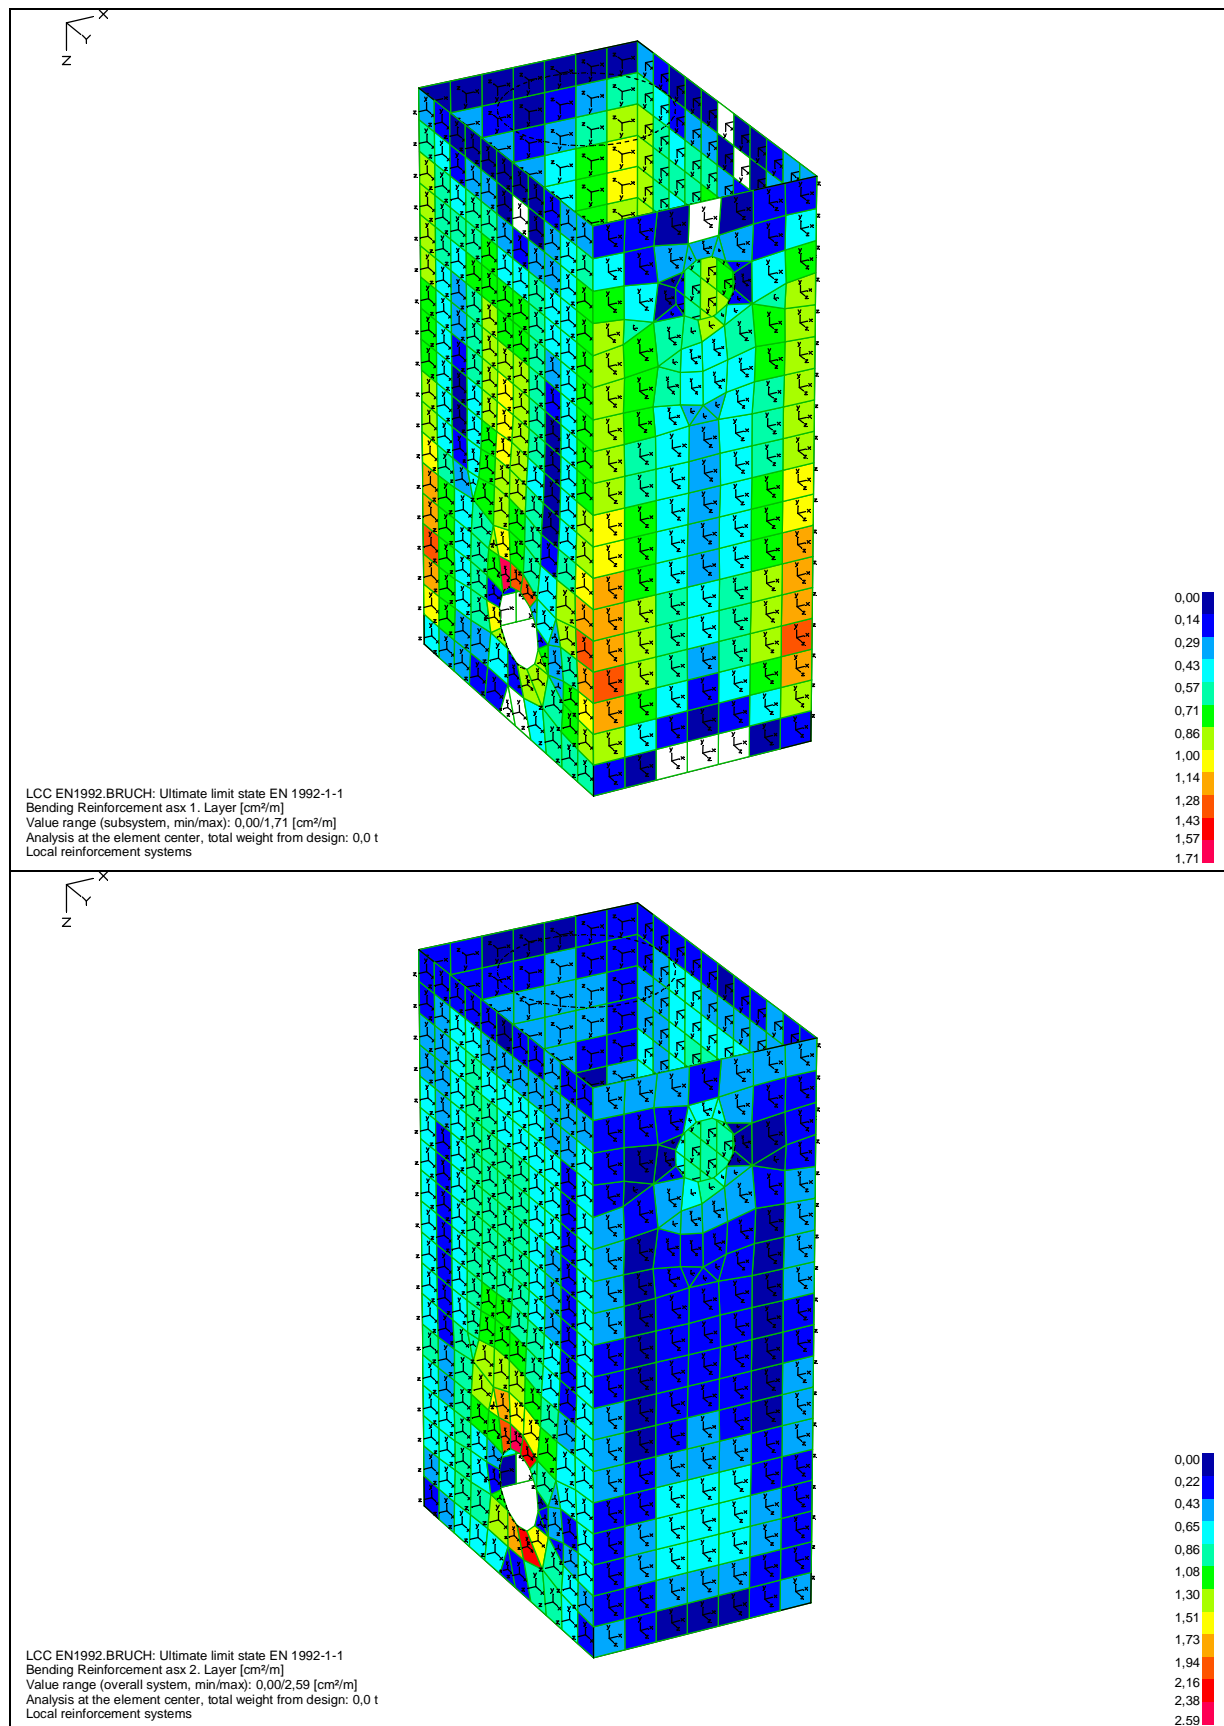 X
Y
Z
0,00
0,14
0,29
0,43
0,57
0,71
0,86
1,00
1,14
1,28
1,43
1,57
1,71
LCC EN1992.BRUCH: Ultimate limit state EN 1992-1-1
Bending Reinforcement asx 1. Layer [cm²/m]
Value range (subsystem, min/max): 0,00/1,71 [cm²/m]
Analysis at the element center, total weight from design: 0,0 t
Local reinforcement systems
X
Y
Z
0,00
0,22
0,43
0,65
0,86
1,08
1,30
1,51
1,73
1,94
2,16
2,38
2,59
LCC EN1992.BRUCH: Ultimate limit state EN 1992-1-1
Bending Reinforcement asx 2. Layer [cm²/m]
Value range (overall system, min/max): 0,00/2,59 [cm²/m]
Analysis at the element center, total weight from design: 0,0 t
Local reinforcement systems